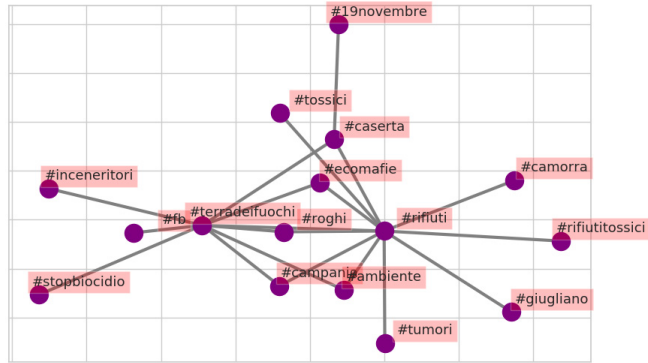 #19novembre
#tossici
#caserta
#ecomafie
#camorra
#inceneritori
#terradeifuochi
#fb
#roghi
#rifiuti
#rifiutitossici
#stopbiocidio
#campania
#ambiente
#giugliano
#tumori